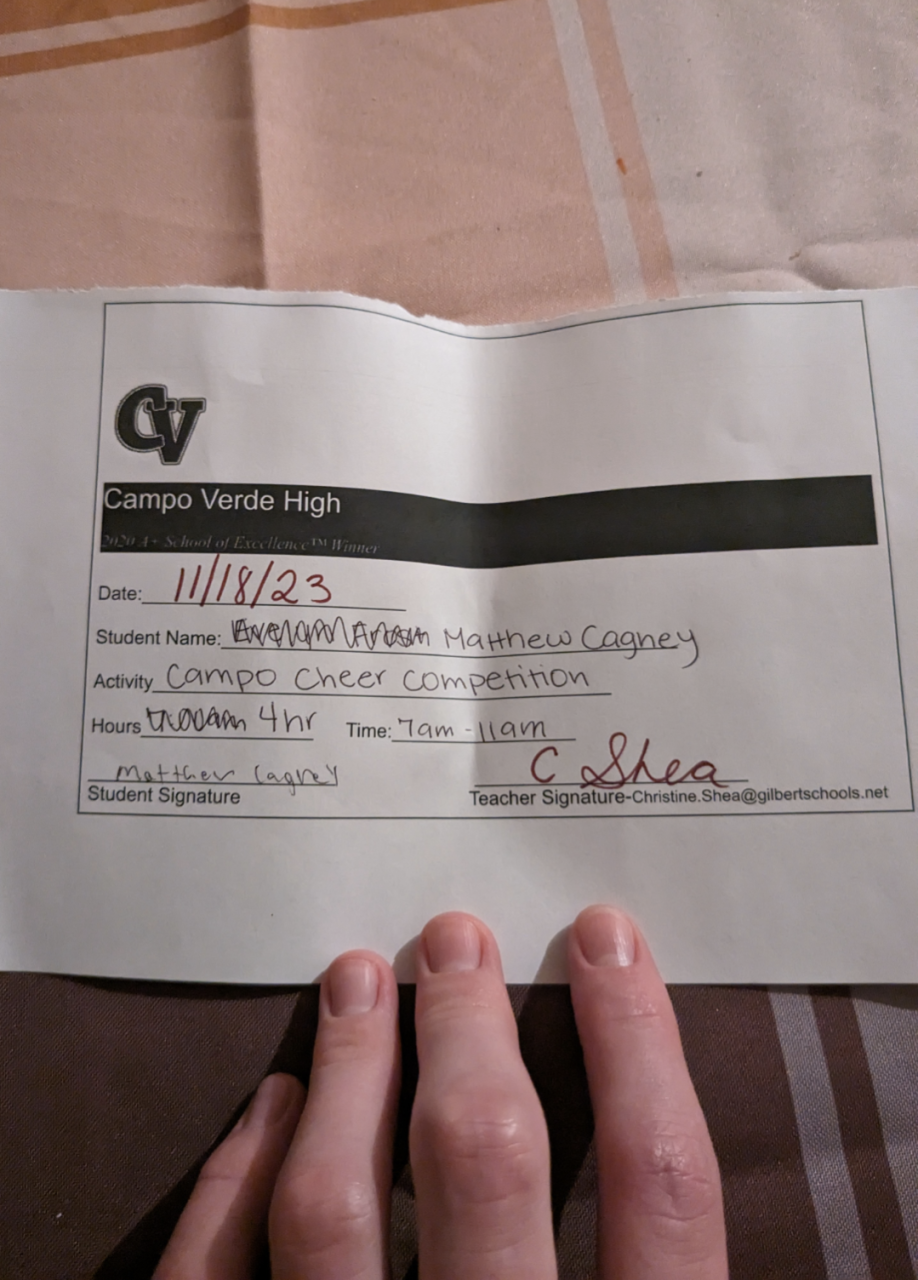 CV
Campo Verde High
2020 A+ School of Excellence™ Winner
Date: 11/18/23
Student Name: Matthew Cagney
Activity Campo Cheer Competition
Hours 4hr Time: 7am - 11am
Matthew Cagney C Shea
Student Signature Teacher Signature-Christine.Shea@gilbertschools.net